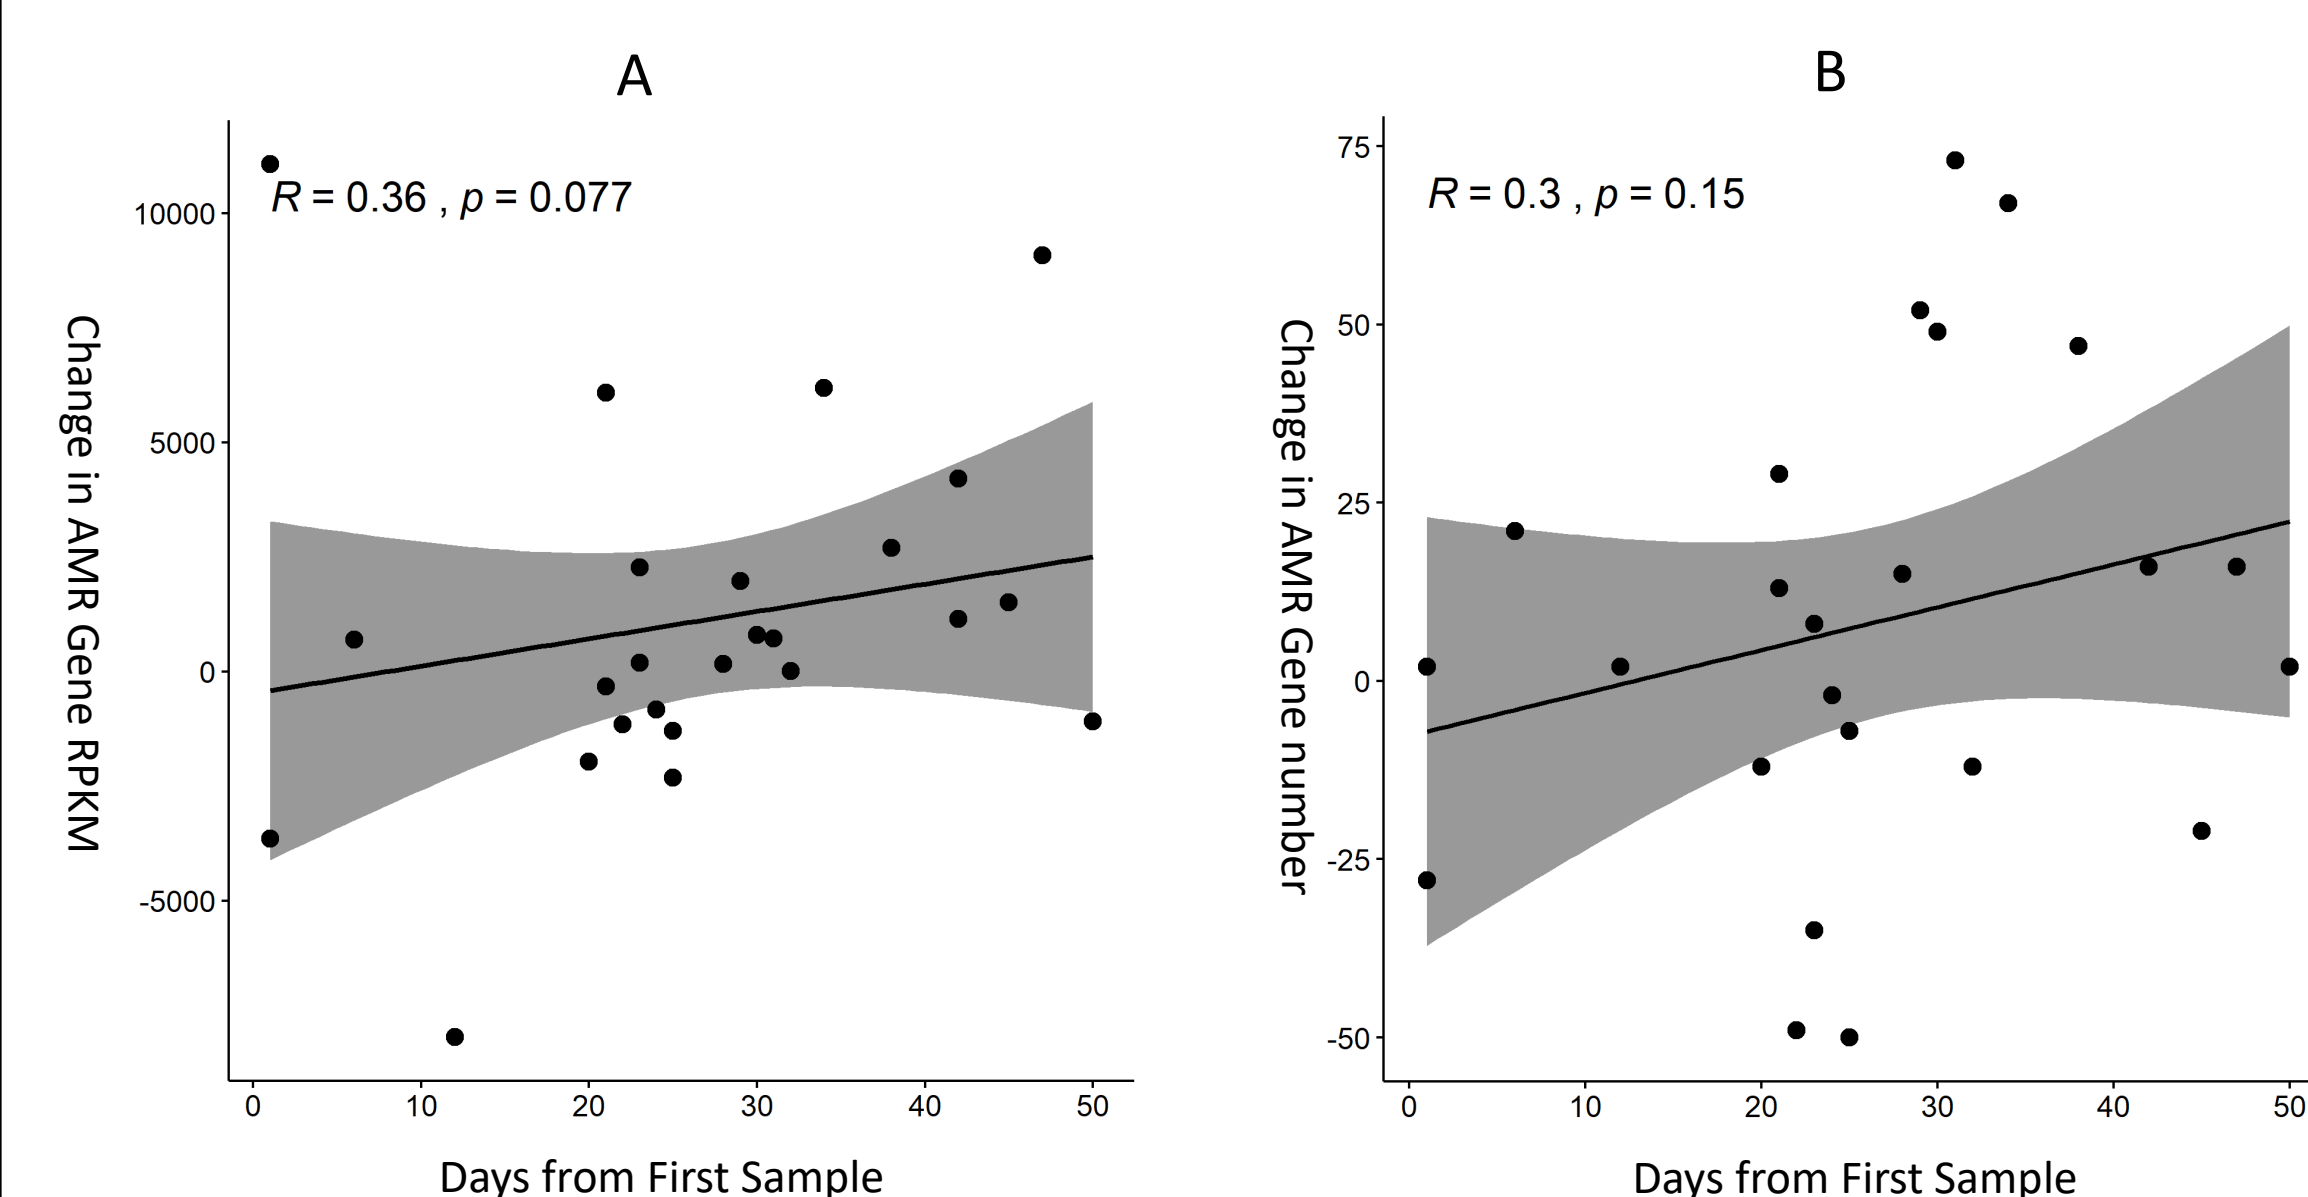 A
R = 0.36 , p = 0.077
10000
5000
0
-5000
Change in AMR Gene RPKM
0 10 20 30 40 50
Days from First Sample
B
R = 0.3 , p = 0.15
75
50
25
0
-25
-50
Change in AMR Gene number
0 10 20 30 40 50
Days from First Sample